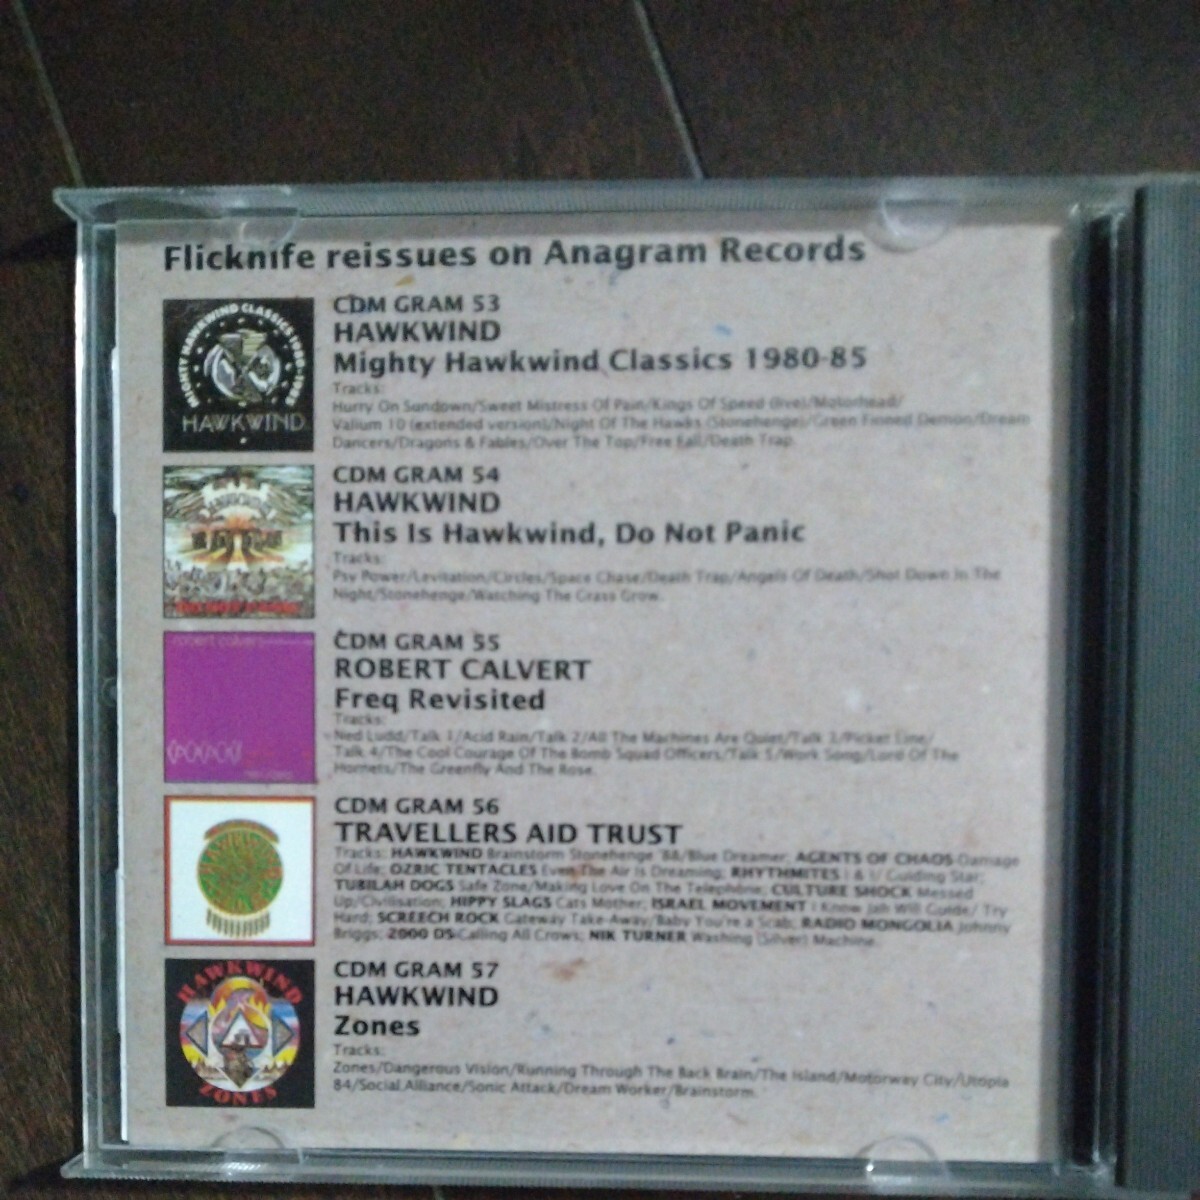 Flicknife reissues on Anagram Records
MIGHTY HAWKWIND CLASSICS 1980-1985
HAWKWIND
CDM GRAM 53
HAWKWIND
Mighty Hawkwind Classics 1980-85
Tracks:
Hurry On Sundown/Sweet Mistress Of Pain/Kings Of Speed (live)/Motorhead/
Valium 10 (extended version)/Night Of The Hawks (Stonehenge)/Green Finned Demon/Dream
Dancers/Dragons & Fables/Over The Top/Free Fall/Death Trap.
CDM GRAM 54
HAWKWIND
This Is Hawkwind, Do Not Panic
Tracks:
Psy Power/Levitation/Circles/Space Chase/Death Trap/Angels Of Death/Shot Down In The
Night/Stonehenge/Watching The Grass Grow.
robert calvert
CDM GRAM 55
ROBERT CALVERT
Freq Revisited
Tracks:
Ned Ludd/Talk 1/Acid Rain/Talk 2/All The Machines Are Quiet/Talk 3/Picket Line/
Talk 4/The Cool Courage Of The Bomb Squad Officers/Talk 5/Work Song/Lord Of The
Hornets/The Greenfly And The Rose.
CDM GRAM 56
TRAVELLERS AID TRUST
Tracks: HAWKWIND Brainstorm Stonehenge '88/Blue Dreamer; AGENTS OF CHAOS Damage
Of Life; OZRIC TENTACLES Even The Air Is Dreaming; RHYTHMITES I & I/ Guiding Star;
TUBILAH DOGS Safe Zone/Making Love On The Telephone; CULTURE SHOCK Messed
Up/Civilisation; HIPPY SLAGS Cats Mother; ISRAEL MOVEMENT I Know Jah Will Guide/ Try
Hard; SCREECH ROCK Gateway Take-Away/Baby You're a Scab; RADIO MONGOLIA Johnny
Briggs; 2000 DS Calling All Crows; NIK TURNER Washing (Silver) Machine.
HAWKWIND
ZONES
CDM GRAM 57
HAWKWIND
Zones
Tracks:
Zones/Dangerous Vision/Running Through The Back Brain/The Island/Motorway City/Utopia
84/Social Alliance/Sonic Attack/Dream Worker/Brainstorm.